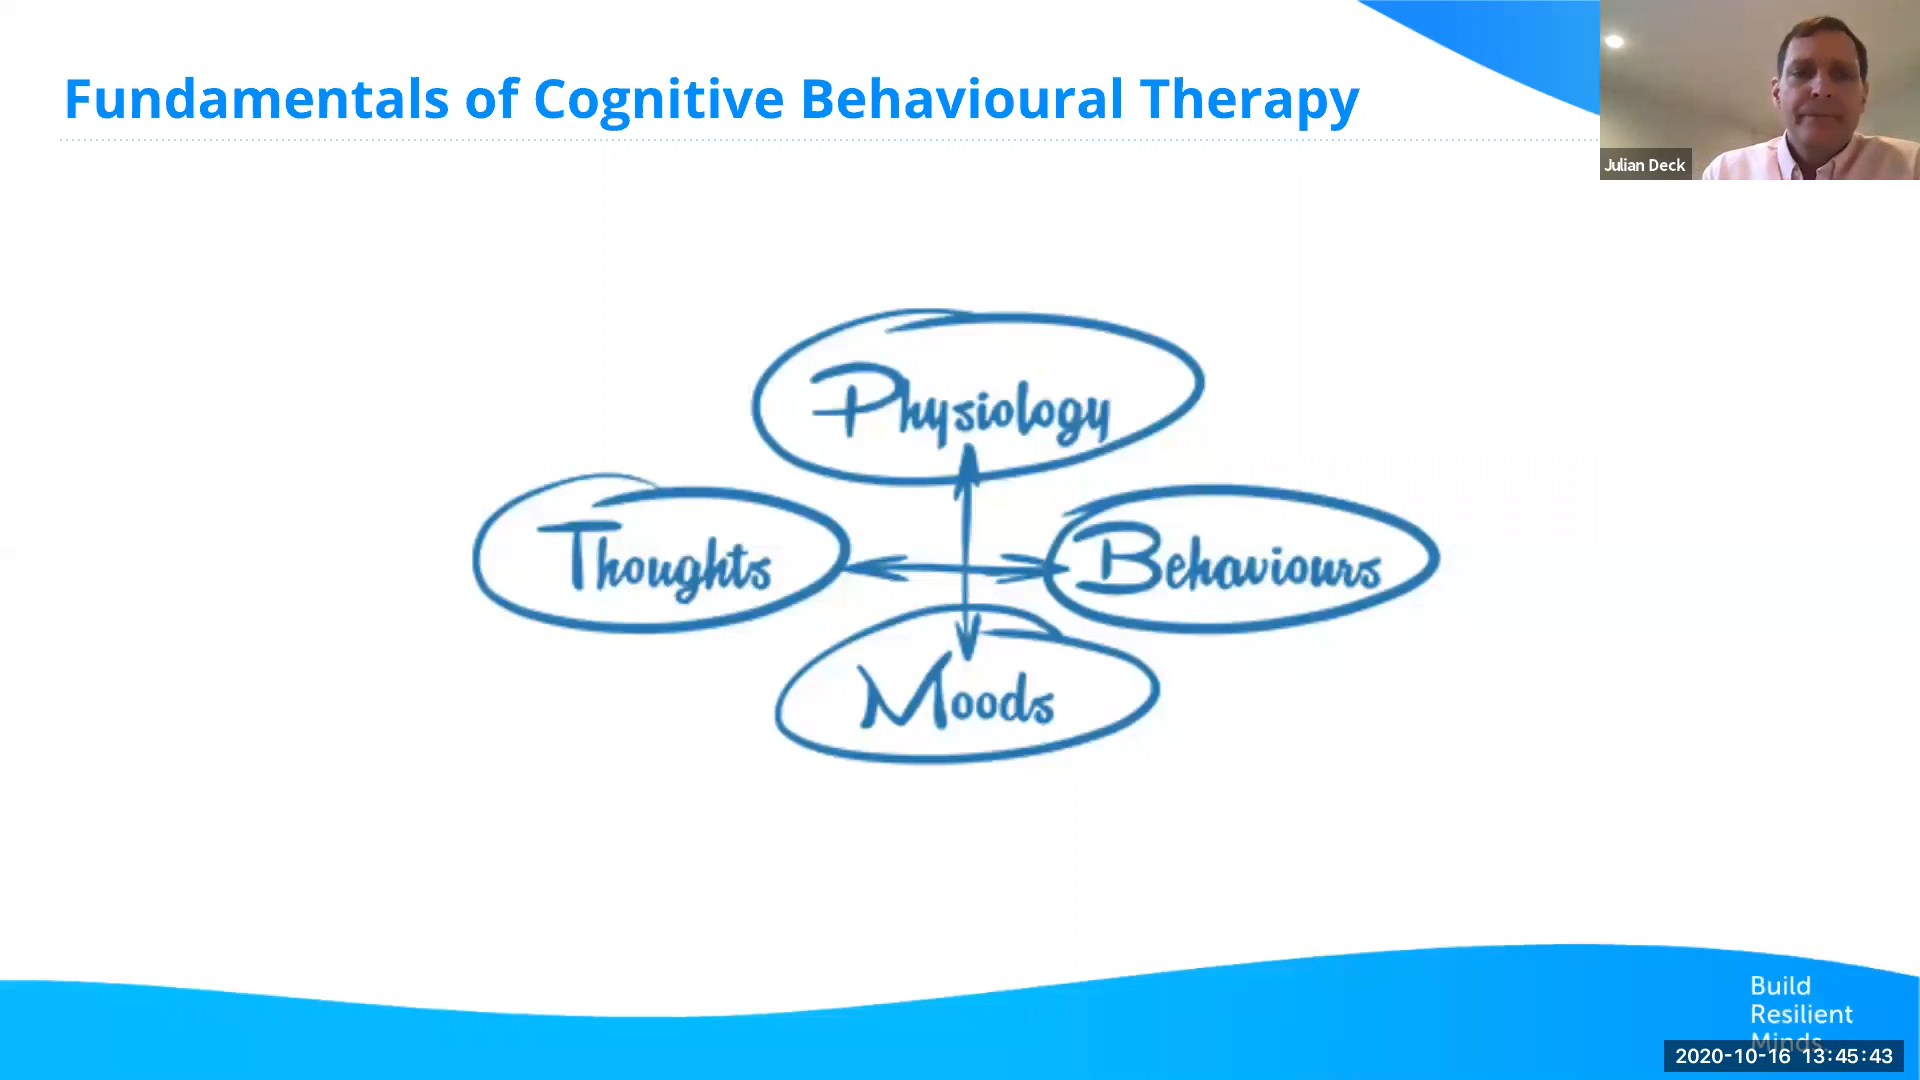 Fundamentals of Cognitive Behavioural Therapy
Julian Deck
Physiology
Thoughts
Behaviours
Moods
Build
Resilient
Minds
2020-10-16 13:45:43